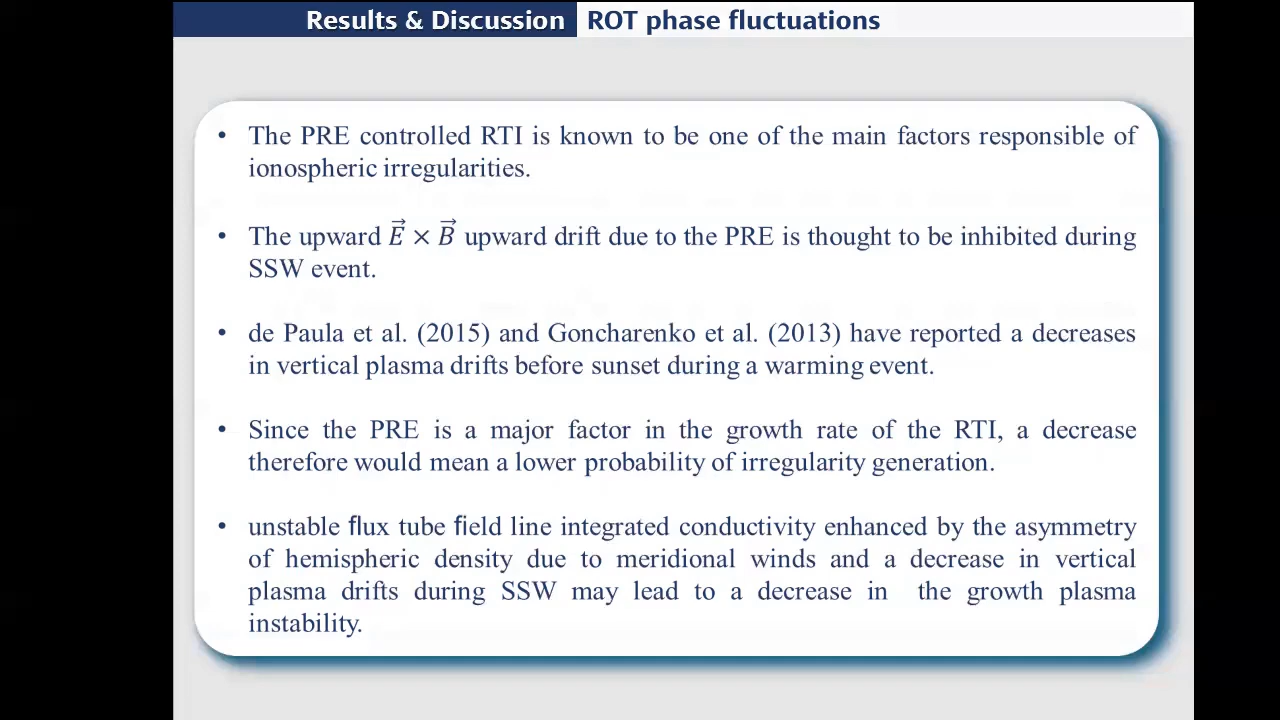 Results & Discussion ROT phase fluctuations
• The PRE controlled RTI is known to be one of the main factors responsible of
ionospheric irregularities.
• The upward E⃗ × B⃗ upward drift due to the PRE is thought to be inhibited during
SSW event.
• de Paula et al. (2015) and Goncharenko et al. (2013) have reported a decreases
in vertical plasma drifts before sunset during a warming event.
• Since the PRE is a major factor in the growth rate of the RTI, a decrease
therefore would mean a lower probability of irregularity generation.
• unstable flux tube field line integrated conductivity enhanced by the asymmetry
of hemispheric density due to meridional winds and a decrease in vertical
plasma drifts during SSW may lead to a decrease in the growth plasma
instability.